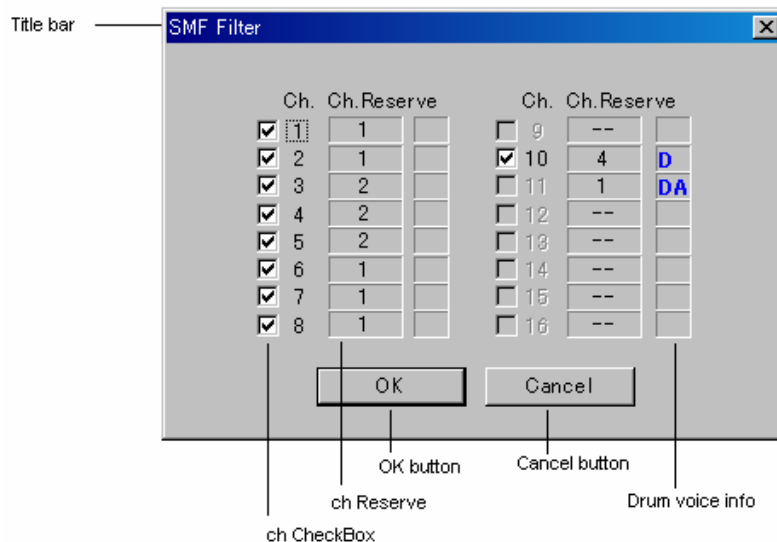 Title bar
SMF Filter
Ch. Ch.Reserve Ch. Ch.Reserve
1 1 9 --
2 1 10 4 D
3 2 11 1 DA
4 2 12 --
5 2 13 --
6 1 14 --
7 1 15 --
8 1 16 --
OK Cancel
OK button Cancel button
ch Reserve Drum voice info
ch CheckBox